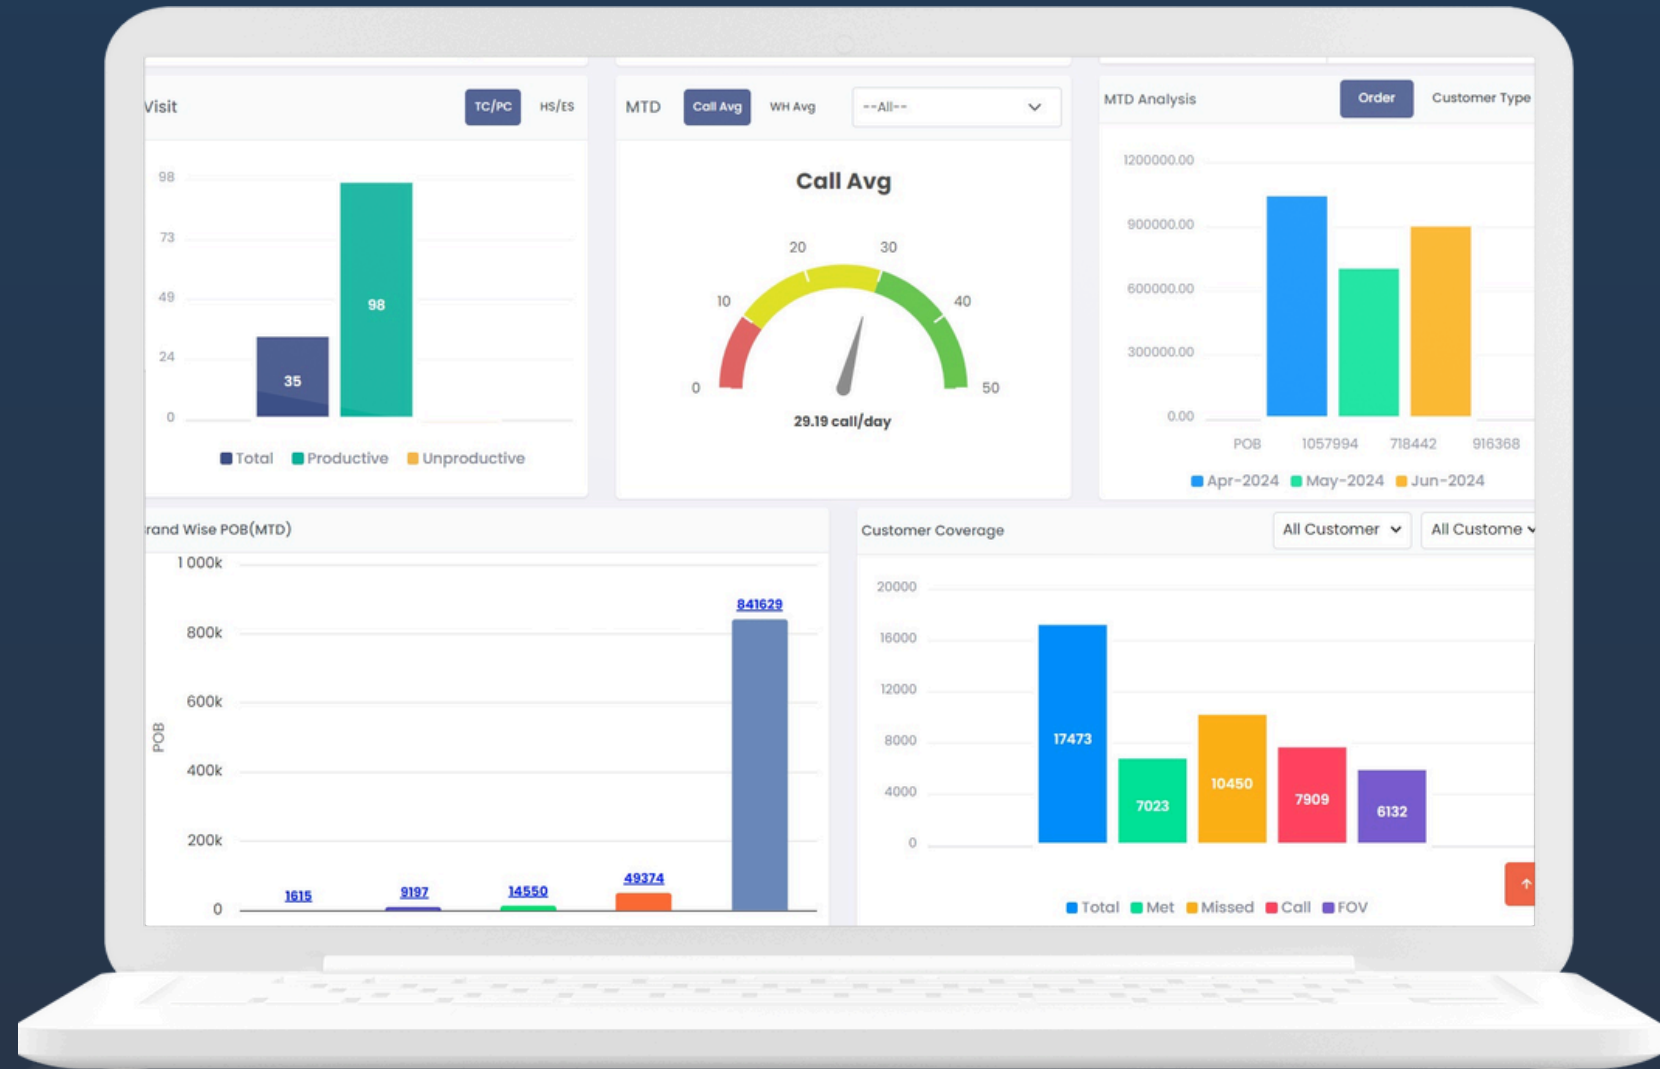 Visit
TC/PC
HS/ES
98
73
49
24
0
35
98
Total Productive Unproductive
MTD
Call Avg
WH Avg
--All--
Call Avg
0
10
20
30
40
50
29.19 call/day
MTD Analysis
Order
Customer Type
1200000.00
900000.00
600000.00
300000.00
0.00
POB 1057994 718442 916368
Apr-2024 May-2024 Jun-2024
rand Wise POB(MTD)
1 000k
800k
600k
400k
200k
0
POB
1615
9197
14550
49374
841629
Customer Coverage
All Customer
All Custome
20000
16000
12000
8000
4000
0
17473
7023
10450
7909
6132
Total Met Missed Call FOV